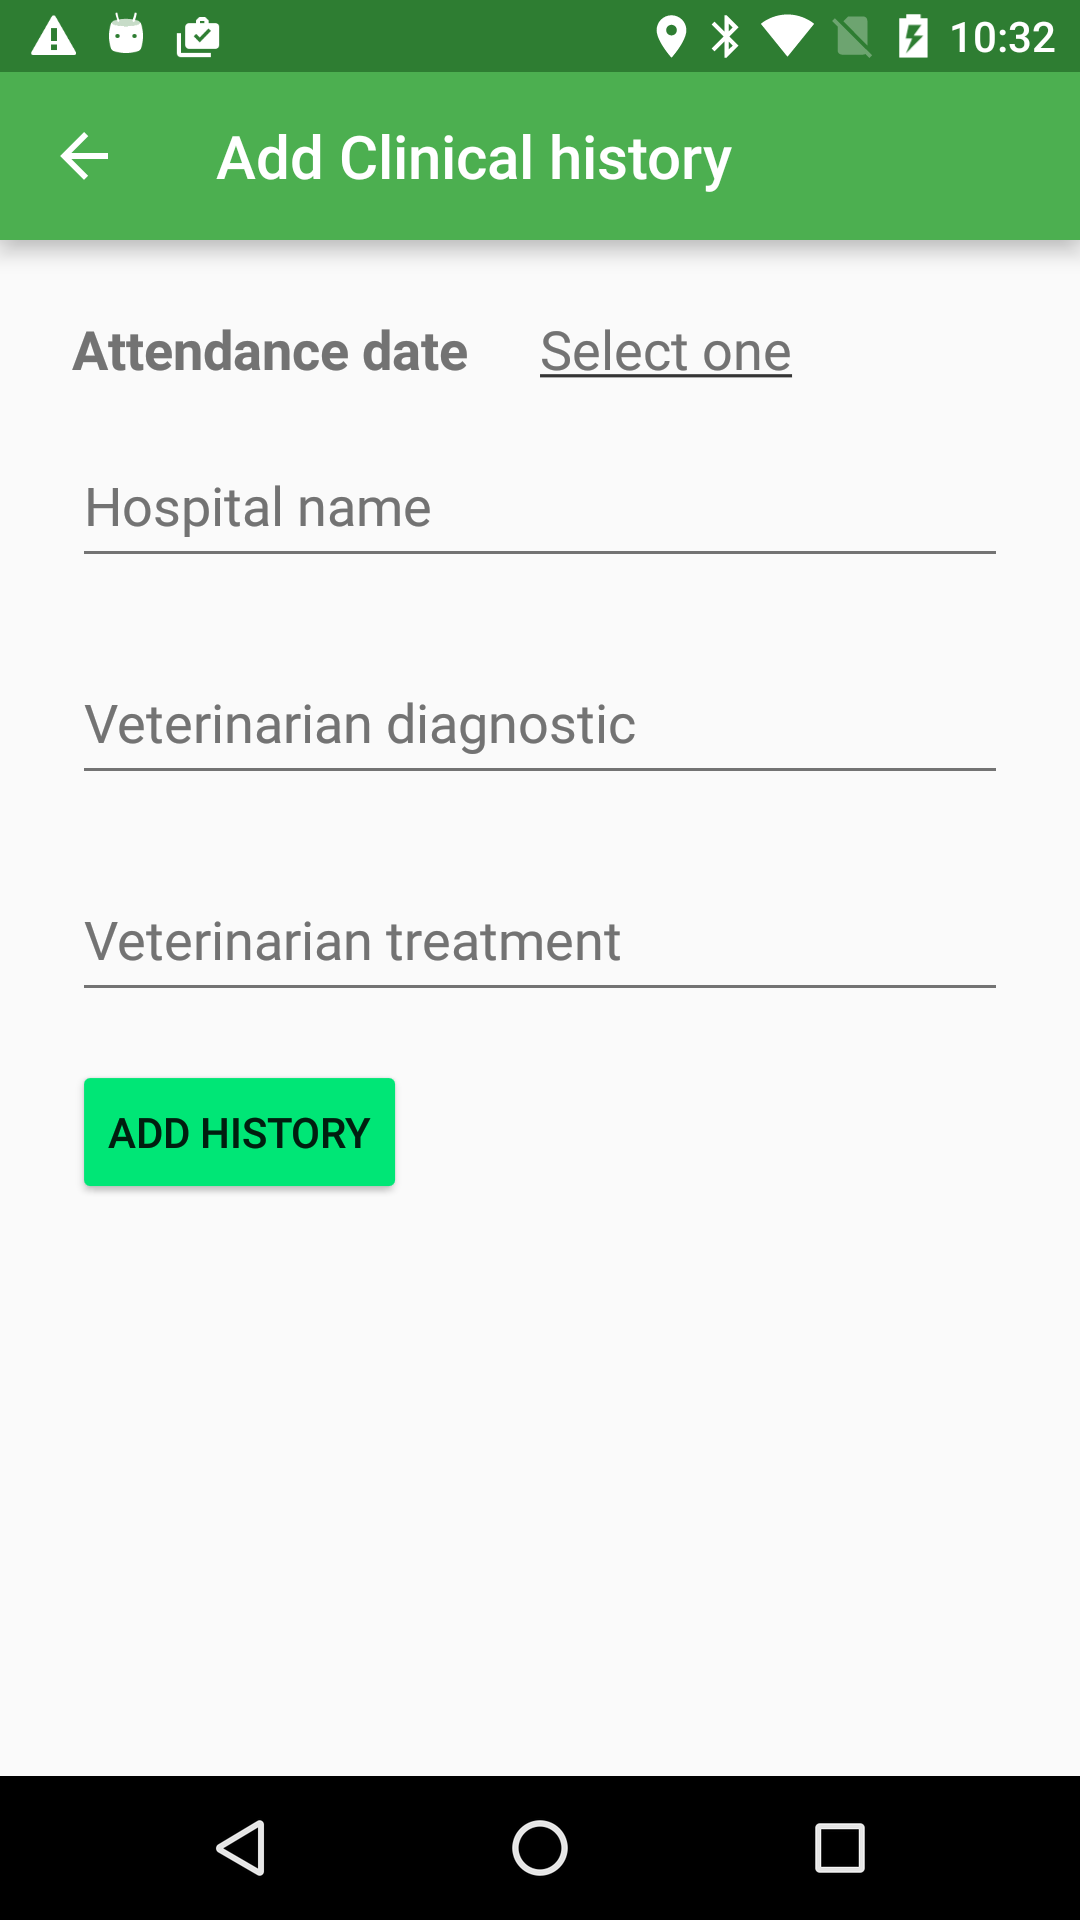 10:32
Add Clinical history
Attendance date Select one
Hospital name
Veterinarian diagnostic
Veterinarian treatment
ADD HISTORY